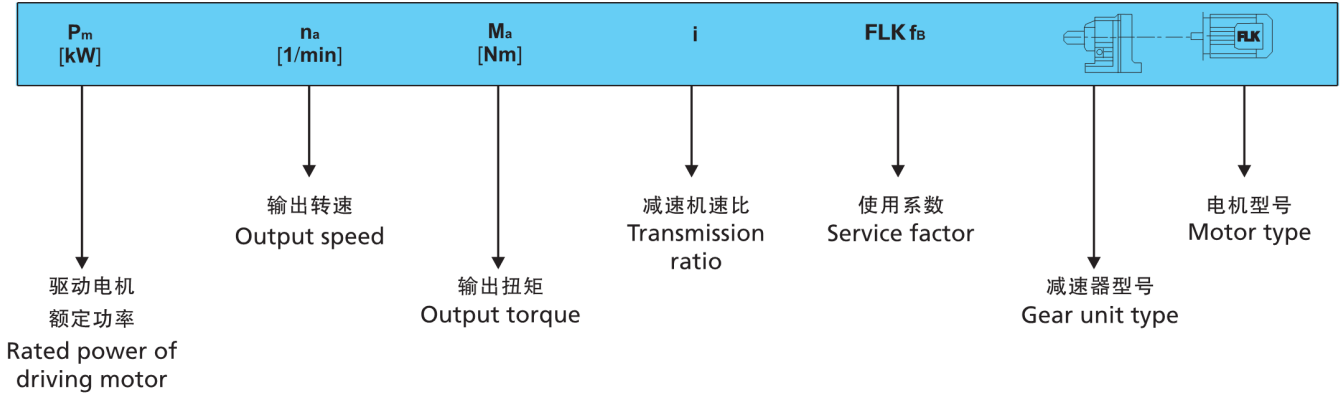 Pm
[kW]
na
[1/min]
Ma
[Nm]
i
FLK fB
FLK
驱动电机
额定功率
Rated power of
driving motor
输出转速
Output speed
输出扭矩
Output torque
减速机速比
Transmission
ratio
使用系数
Service factor
减速器型号
Gear unit type
电机型号
Motor type